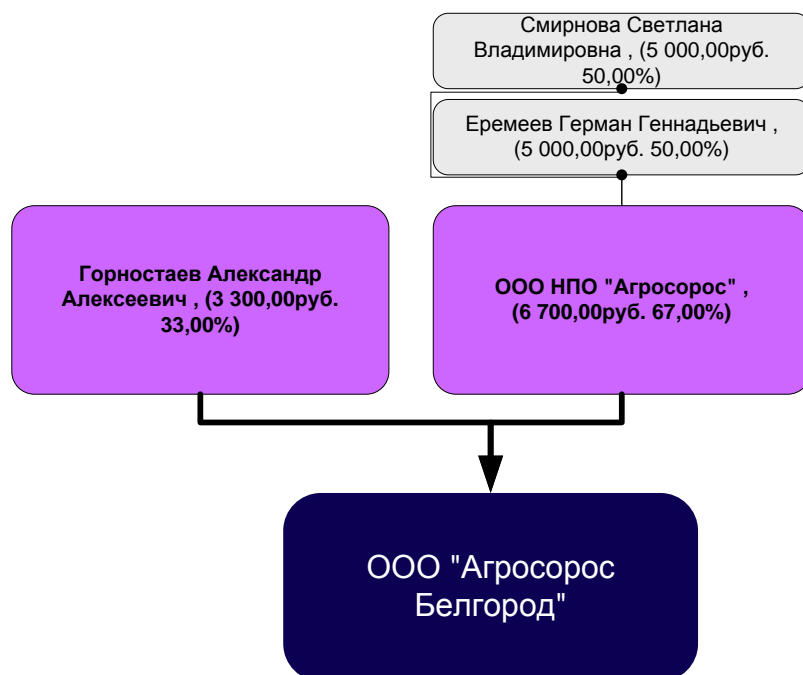 Смирнова Светлана
Владимировна , (5 000,00руб.
50,00%)
Еремеев Герман Геннадьевич ,
(5 000,00руб. 50,00%)
Горностаев Александр
Алексеевич , (3 300,00руб.
33,00%)
ООО НПО "Агросорос" ,
(6 700,00руб. 67,00%)
ООО "Агросорос
Белгород"